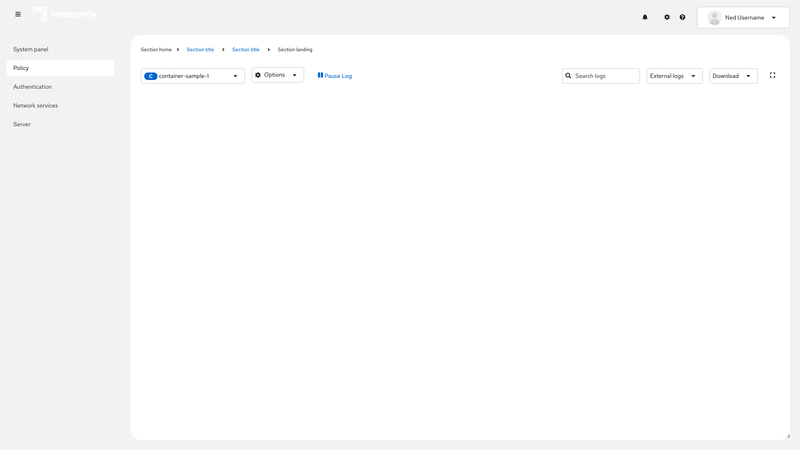 PatternFly
Ned Username
System panel
Policy
Authentication
Network services
Server
Section home
Section title
Section title
Section landing
C container-sample-1
Options
Pause Log
Search logs
External logs
Download